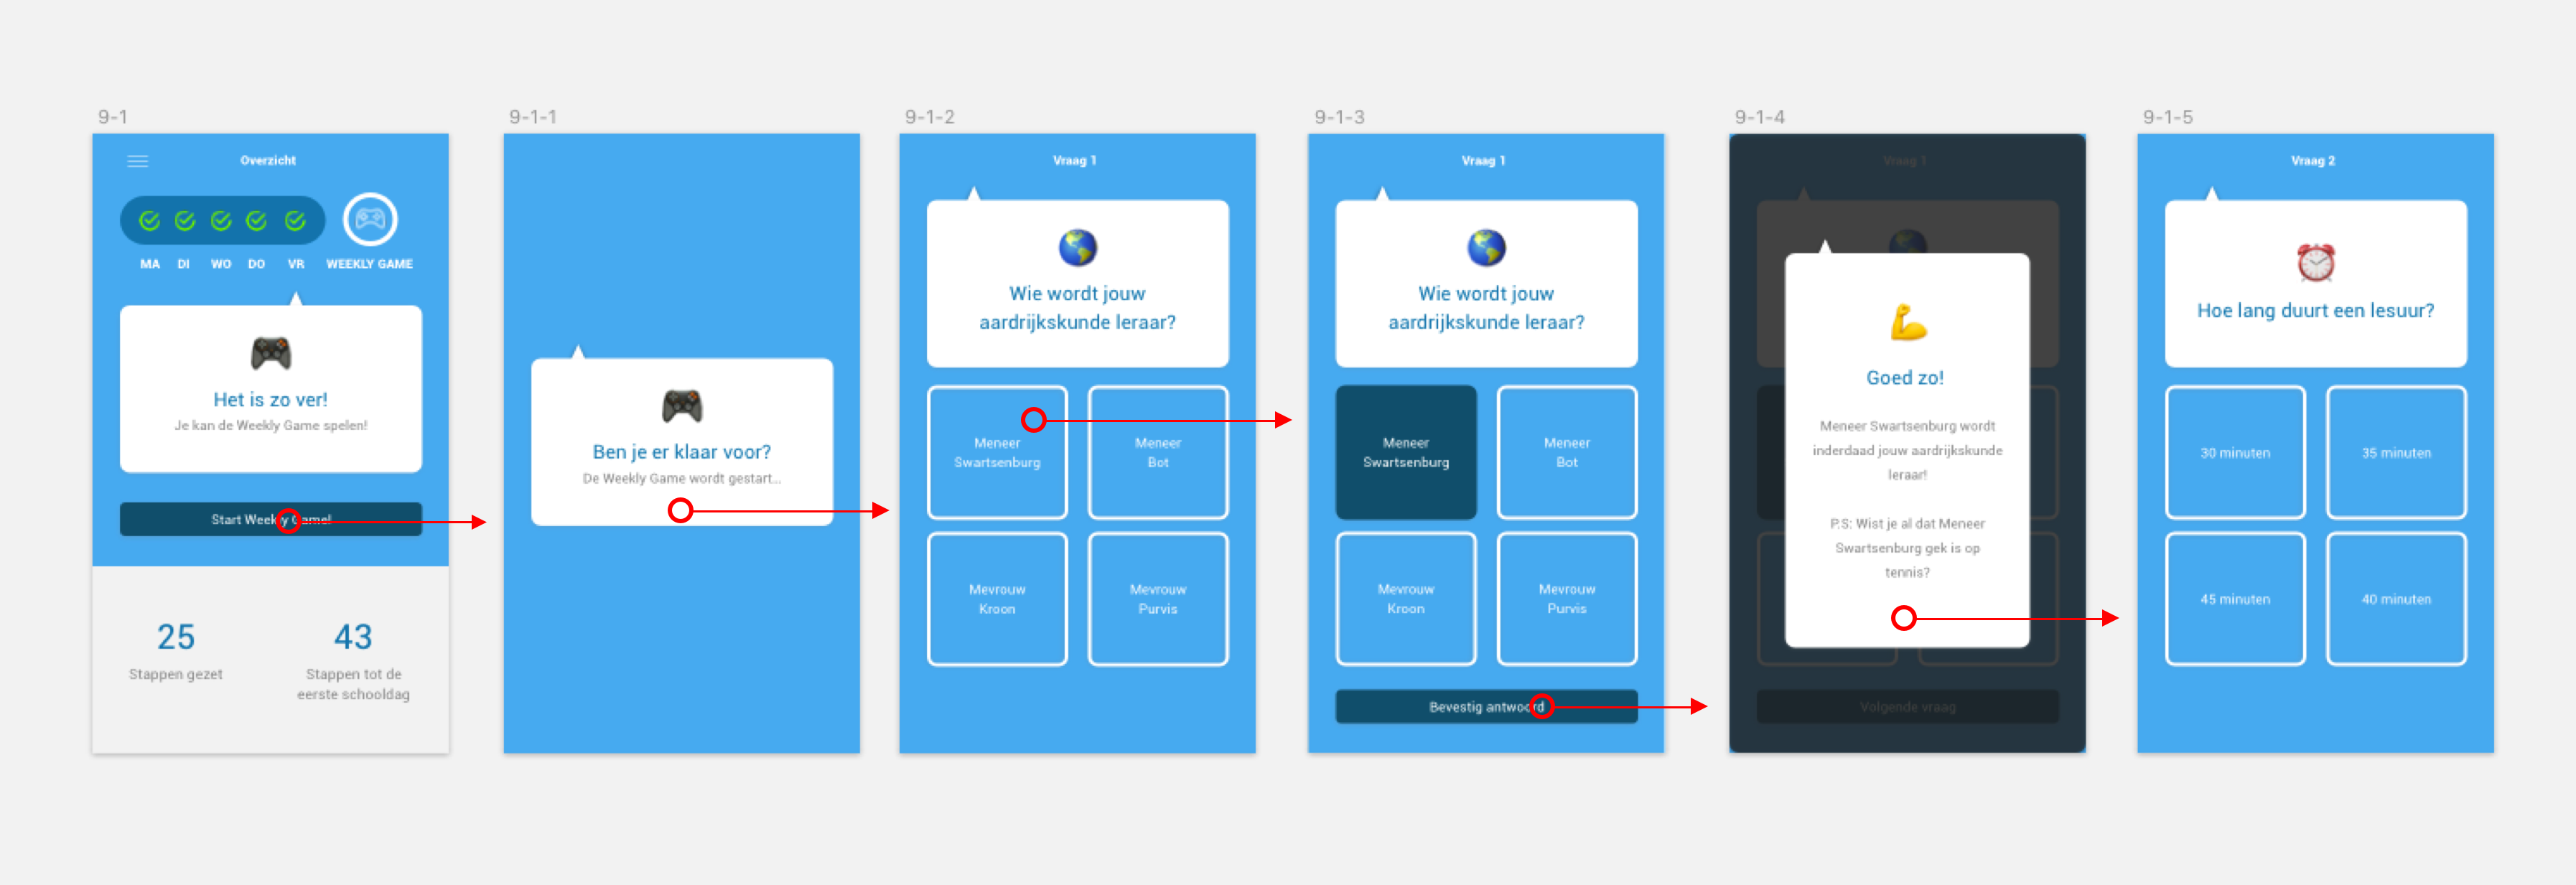 9-1
Overzicht
MA DI WO DO VR WEEKLY GAME
Het is zo ver!
Je kan de Weekly Game spelen!
Start Weekly Game!
25
Stappen gezet
43
Stappen tot de
eerste schooldag
9-1-1
Ben je er klaar voor?
De Weekly Game wordt gestart...
9-1-2
Vraag 1
Wie wordt jouw
aardrijkskunde leraar?
Meneer
Swartsenburg
Meneer
Bot
Mevrouw
Kroon
Mevrouw
Purvis
9-1-3
Vraag 1
Wie wordt jouw
aardrijkskunde leraar?
Meneer
Swartsenburg
Meneer
Bot
Mevrouw
Kroon
Mevrouw
Purvis
Bevestig antwoord
9-1-4
Vraag 1
Goed zo!
Meneer Swartsenburg wordt
inderdaad jouw aardrijkskunde
leraar!
P.S: Wist je al dat Meneer
Swartsenburg gek is op
tennis?
Volgende vraag
9-1-5
Vraag 2
Hoe lang duurt een lesuur?
30 minuten
35 minuten
45 minuten
40 minuten